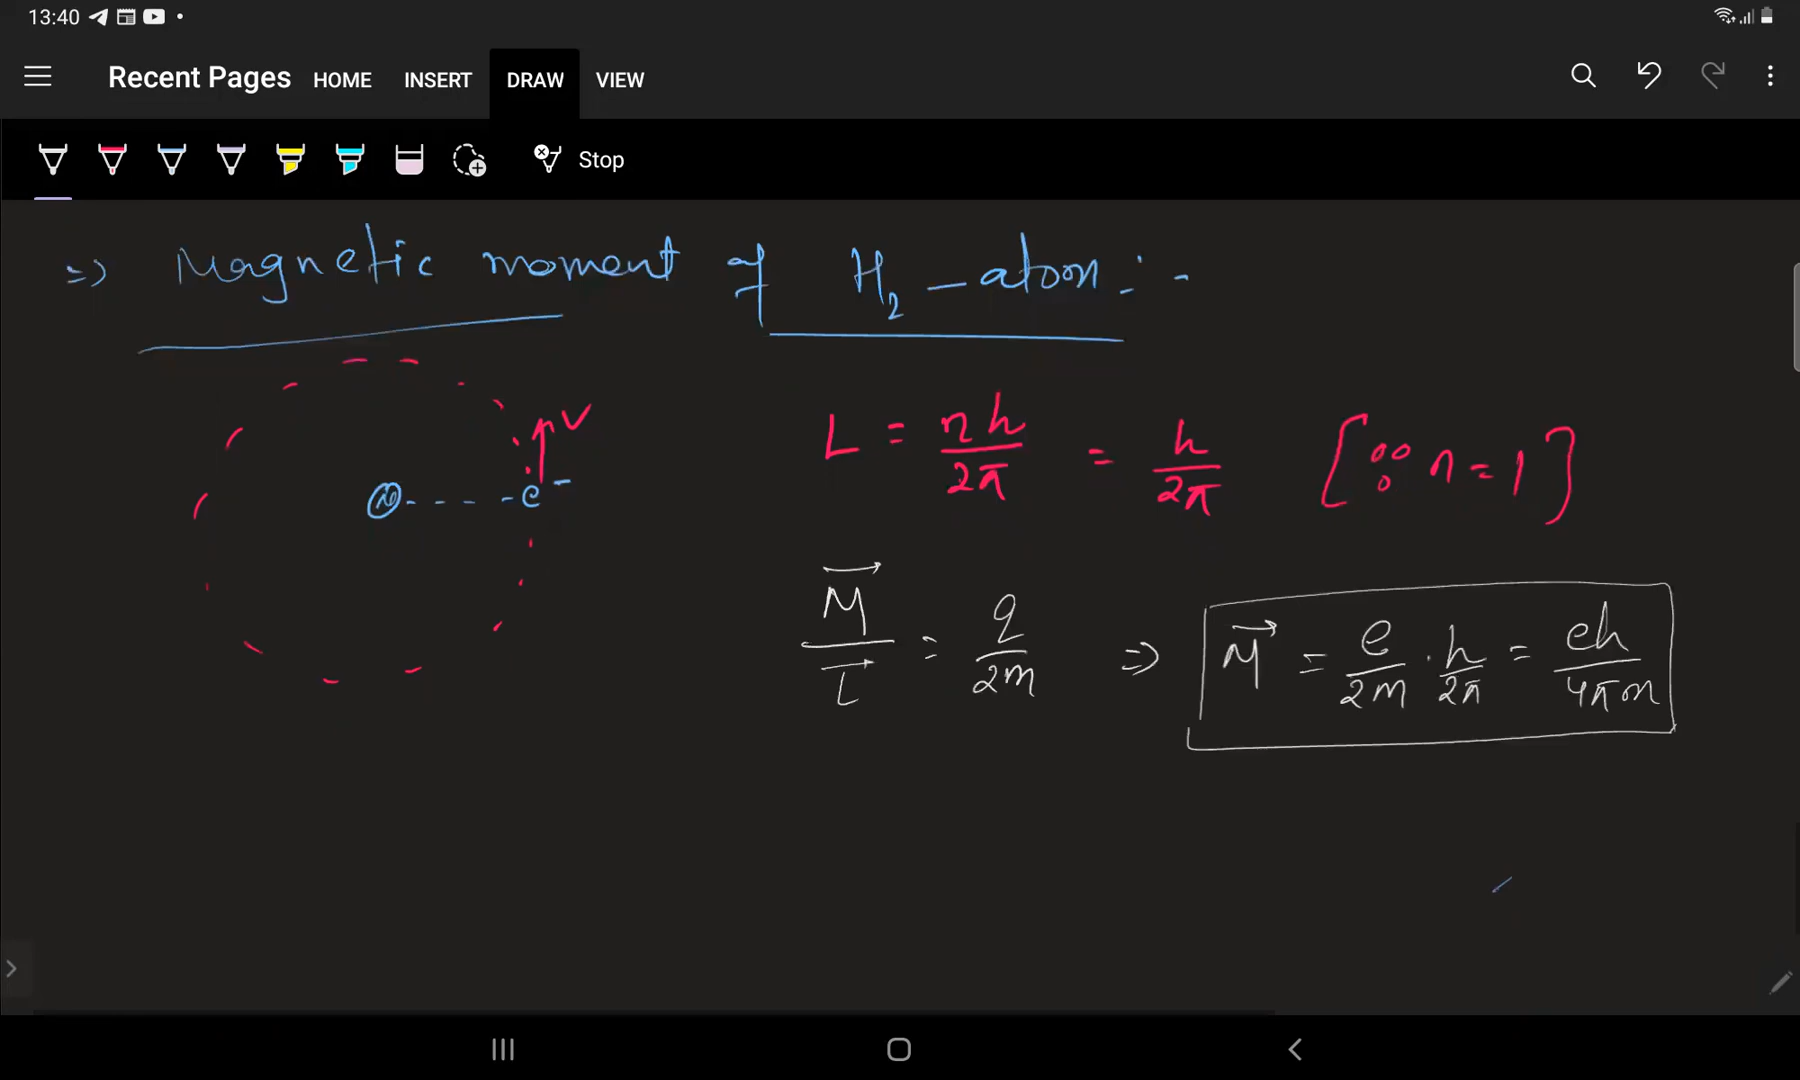 13:40
Recent Pages HOME INSERT DRAW VIEW
Stop
=> Magnetic moment of H₂ - atom : -
V
e⁻
L = nh/2π = h/2π [∵ n = 1]
M⃗/L⃗ = q/2m => M⃗ = e/2m · h/2π = eh/4πm